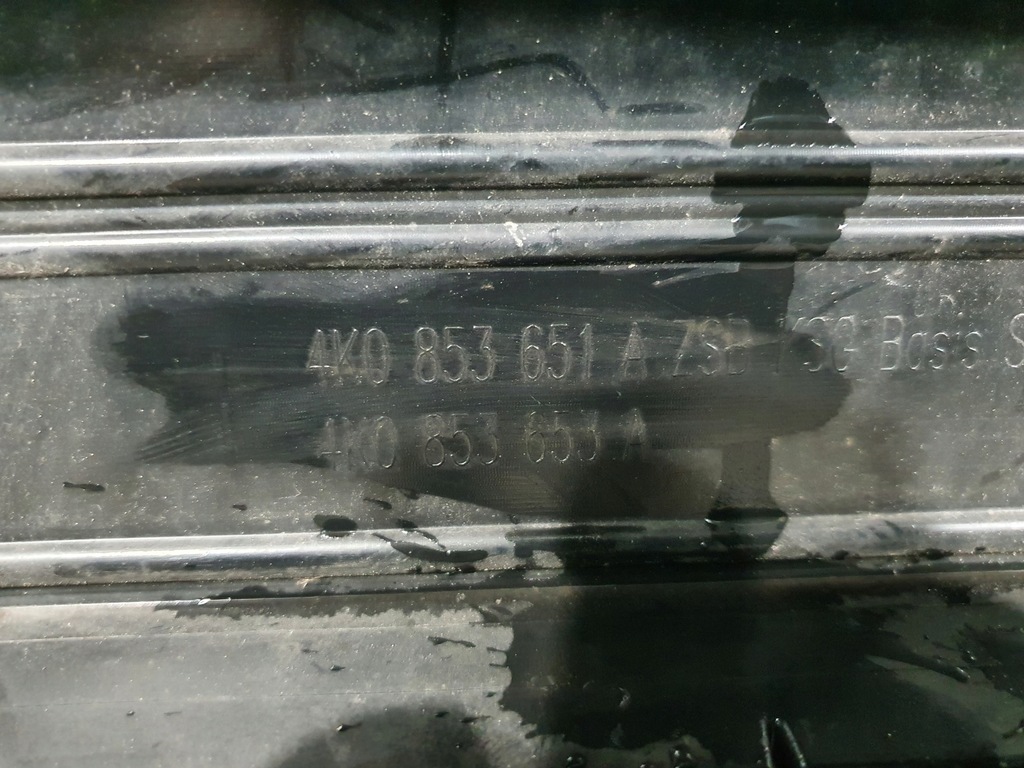 4K0 853 651 A ZSB KSG Basis S
4K0 853 653 A